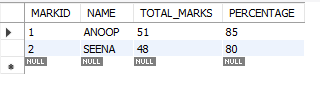 MARKID NAME TOTAL_MARKS PERCENTAGE
1 ANOOP 51 85
2 SEENA 48 80
NULL NULL NULL NULL